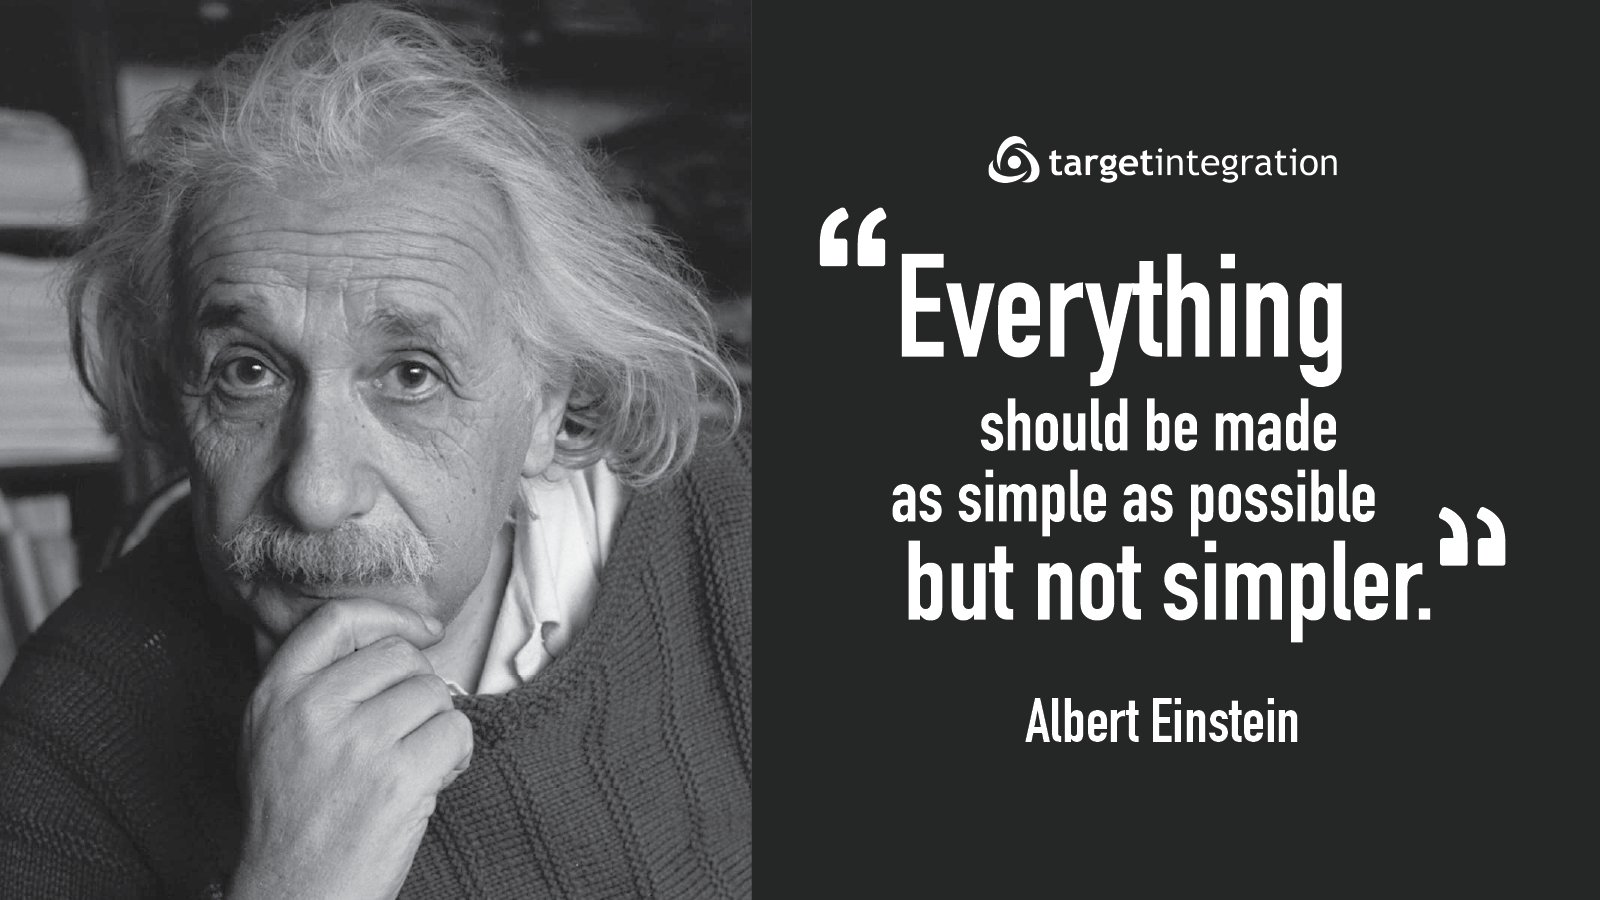 targetintegration
“Everything
should be made
as simple as possible
but not simpler.”
Albert Einstein